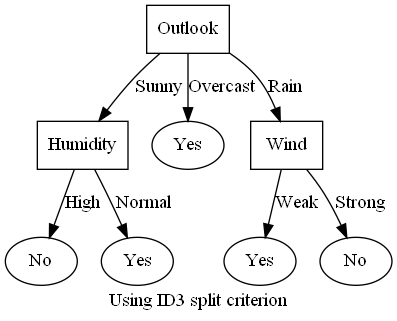 Outlook
Sunny Overcast Rain
Humidity Yes Wind
High Normal Weak Strong
No Yes Yes No
Using ID3 split criterion